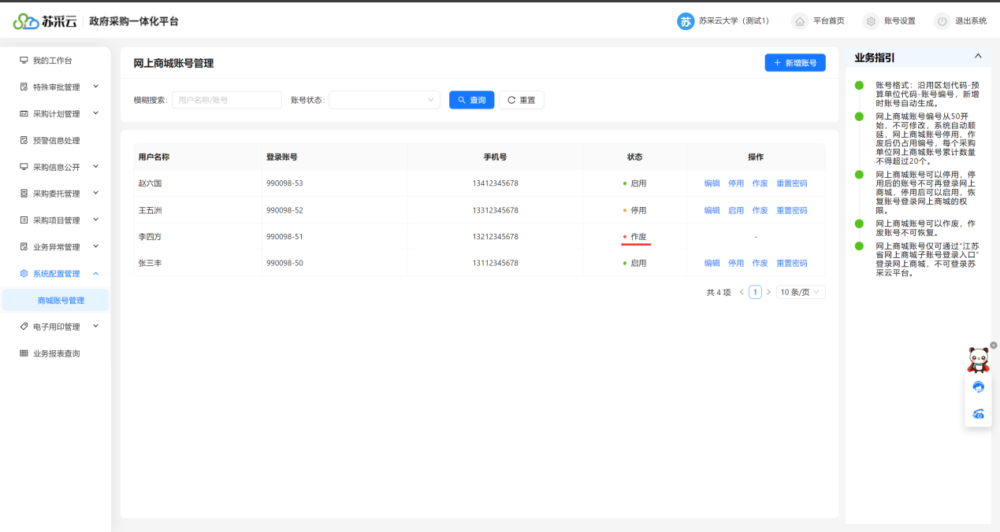 苏采云 政府采购一体化平台 苏 苏采云大学（测试1） 平台首页 账号设置 退出系统
我的工作台
特殊审批管理
采购计划管理
预警信息处理
采购信息公开
采购委托管理
采购项目管理
业务异常管理
系统配置管理
商城账号管理
电子用印管理
业务报表查询
网上商城账号管理 新增账号
模糊搜索: 用户名称/账号 账号状态: 查询 重置
用户名称 登录账号 手机号 状态 操作
赵六国 990098-53 13412345678 启用 编辑 停用 作废 重置密码
王五洲 990098-52 13312345678 停用 编辑 启用 作废 重置密码
李四方 990098-51 13212345678 作废 -
张三丰 990098-50 13112345678 启用 编辑 停用 作废 重置密码
共 4 项 < 1 > 10 条/页
业务指引
账号格式：沿用区划代码-预
算单位代码-账号编号，新增
时账号自动生成。
网上商城账号编号从50开
始，不可修改，系统自动顺
延，网上商城账号停用、作
废后仍占用编号，每个采购
单位网上商城账号累计数量
不得超过20个。
网上商城账号可以停用，停
用后的账号不可再登录网上
商城，停用后可以启用，恢
复账号登录网上商城的权
限。
网上商城账号可以作废，作
废账号不可恢复。
网上商城账号仅可通过“江苏
省网上商城子账号登录入口”
登录网上商城，不可登录苏
采云平台。